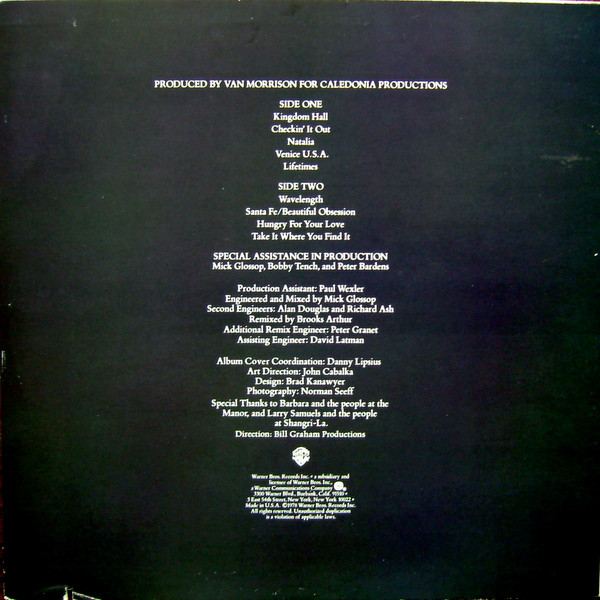 PRODUCED BY VAN MORRISON FOR CALEDONIA PRODUCTIONS
SIDE ONE
Kingdom Hall
Checkin' It Out
Natalia
Venice U.S.A.
Lifetimes
SIDE TWO
Wavelength
Santa Fe/Beautiful Obsession
Hungry For Your Love
Take It Where You Find It
SPECIAL ASSISTANCE IN PRODUCTION
Mick Glossop, Bobby Tench, and Peter Bardens
Production Assistant: Paul Wexler
Engineered and Mixed by Mick Glossop
Second Engineers: Alan Douglas and Richard Ash
Remixed by Brooks Arthur
Additional Remix Engineer: Peter Granet
Assisting Engineer: David Latman
Album Cover Coordination: Danny Lipsius
Art Direction: John Cabalka
Design: Brad Kanawyer
Photography: Norman Seeff
Special Thanks to Barbara and the people at the
Manor, and Larry Samuels and the people
at Shangri-La.
Direction: Bill Graham Productions
Warner Bros. Records Inc. • a subsidiary and
licensee of Warner Bros. Inc.,
a Warner Communications Company
3300 Warner Blvd., Burbank, Calif. 91510 •
3 East 54th Street, New York, New York 10022 •
Made in U.S.A. ©1978 Warner Bros. Records Inc.
All rights reserved. Unauthorized duplication
is a violation of applicable laws.